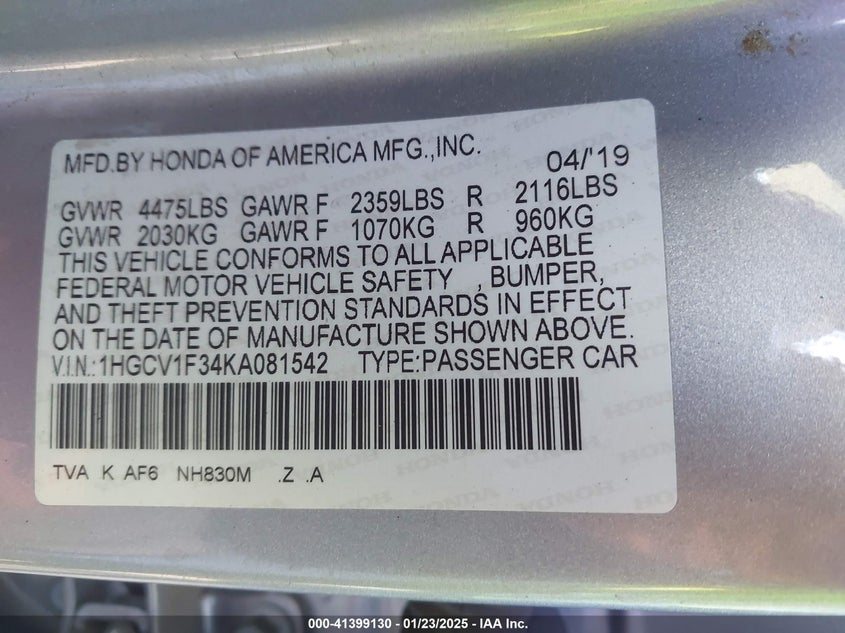 MFD.BY HONDA OF AMERICA MFG.,INC. 04/'19
GVWR 4475LBS GAWR F 2359LBS R 2116LBS
GVWR 2030KG GAWR F 1070KG R 960KG
THIS VEHICLE CONFORMS TO ALL APPLICABLE
FEDERAL MOTOR VEHICLE SAFETY , BUMPER,
AND THEFT PREVENTION STANDARDS IN EFFECT
ON THE DATE OF MANUFACTURE SHOWN ABOVE.
V.I.N.:1HGCV1F34KA081542 TYPE:PASSENGER CAR
TVA K AF6 NH830M .Z .A
HONDA
000-41399130 - 01/23/2025 - IAA Inc.